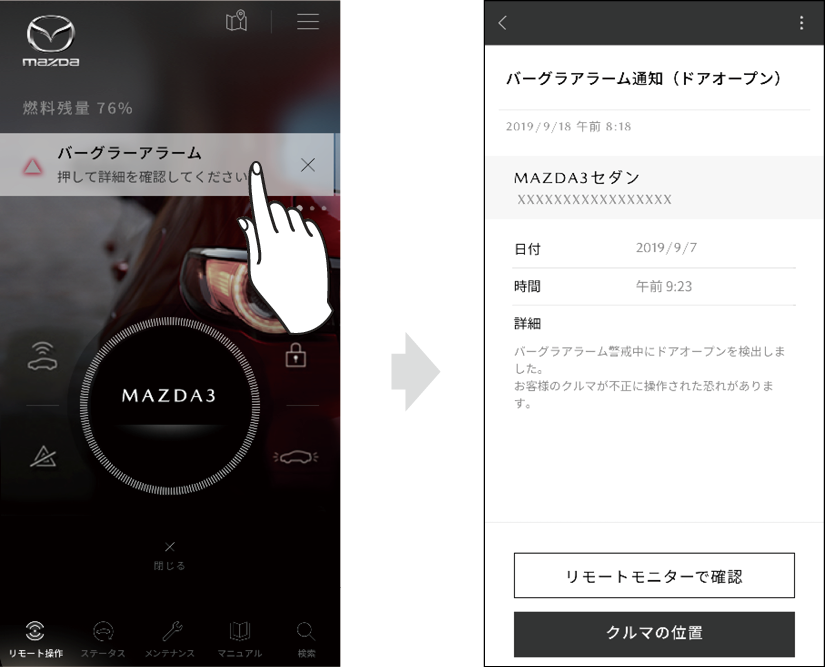 mazda
燃料残量 76%
バーグラーアラーム
押して詳細を確認してください
MAZDA3
閉じる
リモート操作
ステータス
メンテナンス
マニュアル
検索
バーグラアラーム通知（ドアオープン）
2019/9/18 午前 8:18
MAZDA3セダン
XXXXXXXXXXXXXXXXX
日付 2019/9/7
時間 午前 9:23
詳細
バーグラアラーム警戒中にドアオープンを検出しま
した。
お客様のクルマが不正に操作された恐れがありま
す。
リモートモニターで確認
クルマの位置